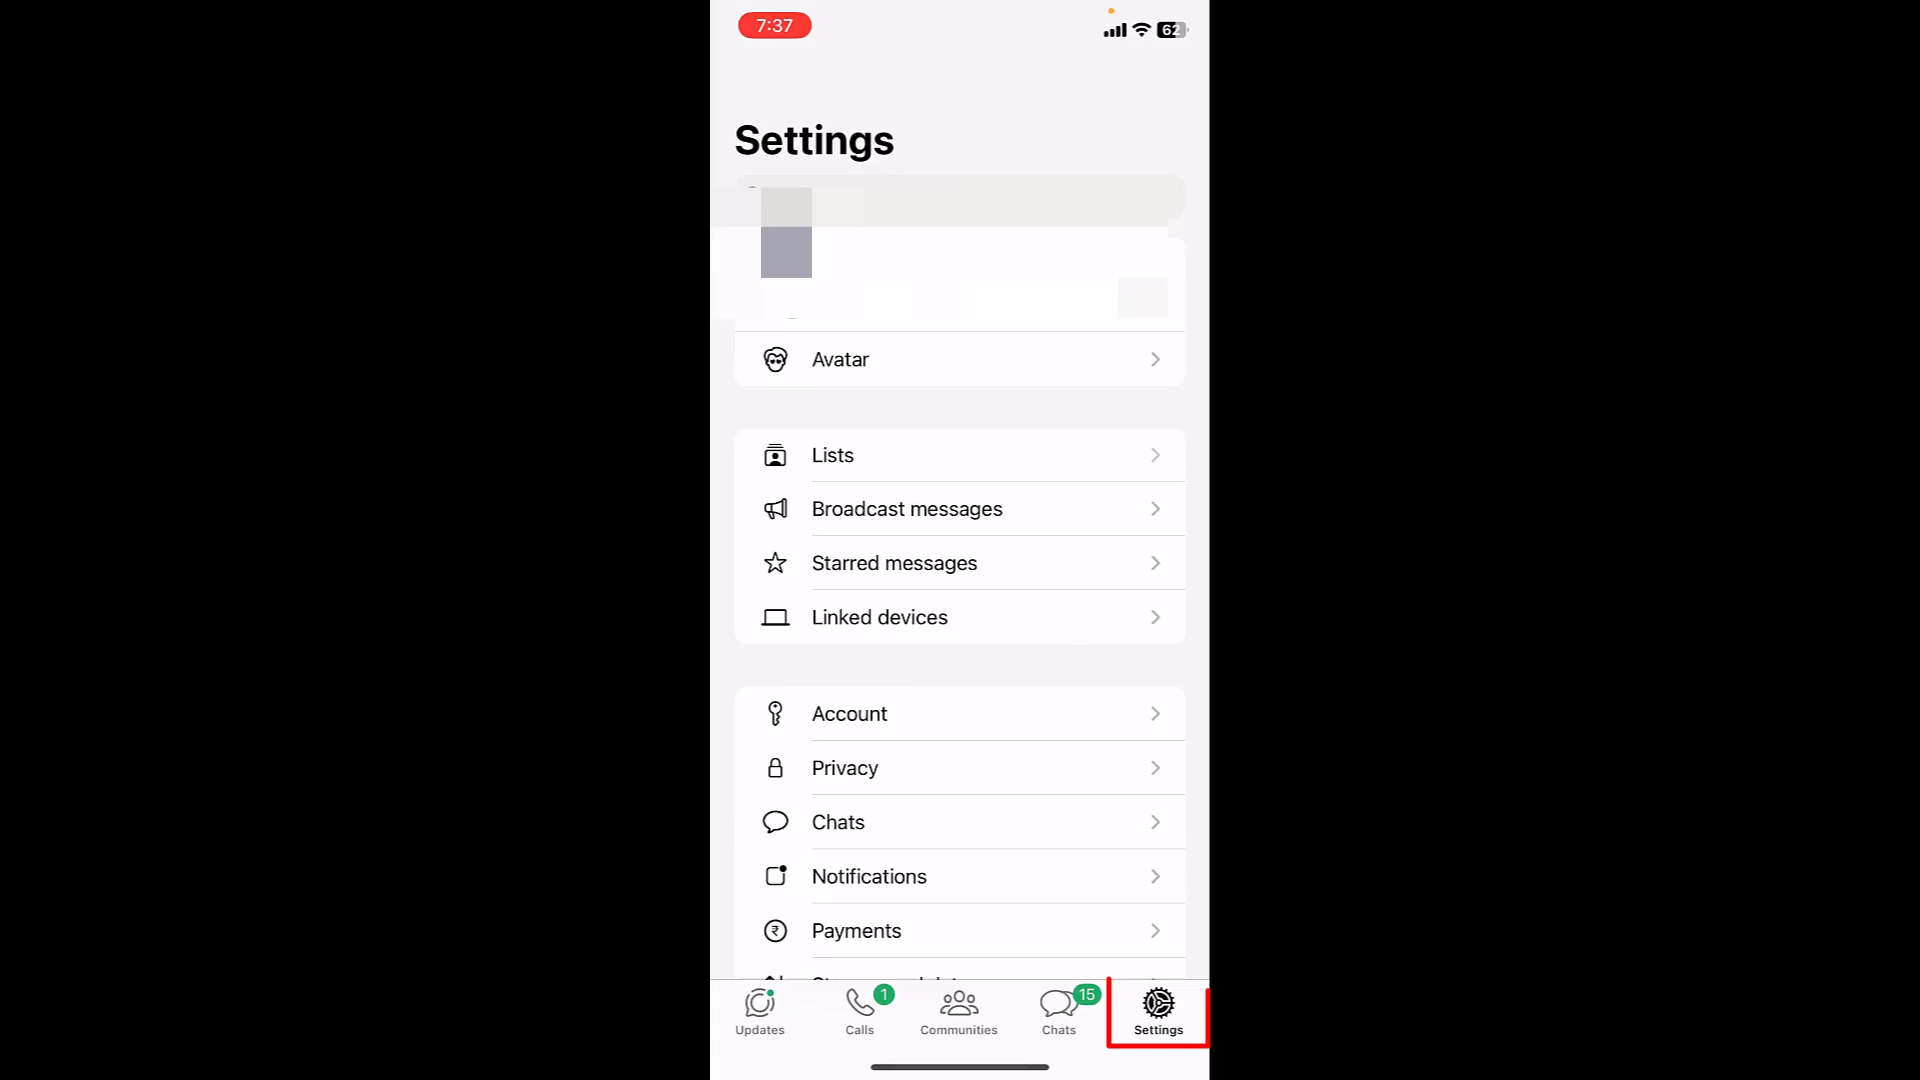 7:37
62
Settings
Avatar
Lists
Broadcast messages
Starred messages
Linked devices
Account
Privacy
Chats
Notifications
Payments
1
15
Updates
Calls
Communities
Chats
Settings